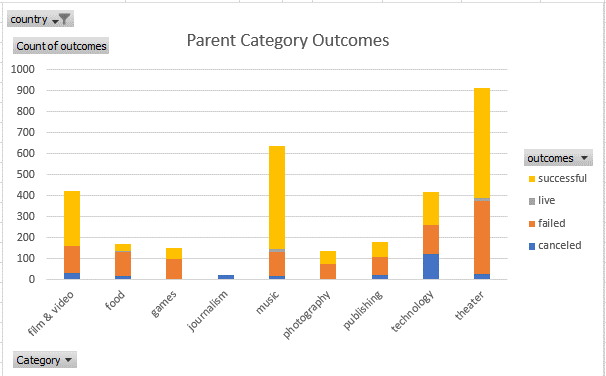 country
Count of outcomes
Parent Category Outcomes
1000
900
800
700
600
500
400
300
200
100
0
film & video
food
games
journalism
music
photography
publishing
technology
theater
outcomes
successful
live
failed
canceled
Category